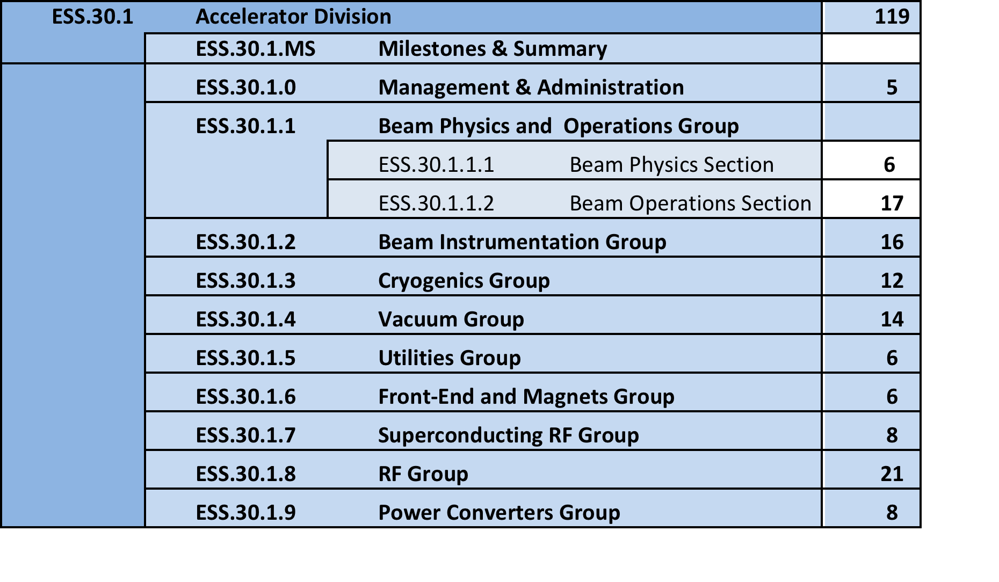 ESS.30.1 Accelerator Division 119
ESS.30.1.MS Milestones & Summary
ESS.30.1.0 Management & Administration 5
ESS.30.1.1 Beam Physics and  Operations Group
ESS.30.1.1.1 Beam Physics Section 6
ESS.30.1.1.2 Beam Operations Section 17
ESS.30.1.2 Beam Instrumentation Group 16
ESS.30.1.3 Cryogenics Group 12
ESS.30.1.4 Vacuum Group 14
ESS.30.1.5 Utilities Group 6
ESS.30.1.6 Front-End and Magnets Group 6
ESS.30.1.7 Superconducting RF Group 8
ESS.30.1.8 RF Group 21
ESS.30.1.9 Power Converters Group 8